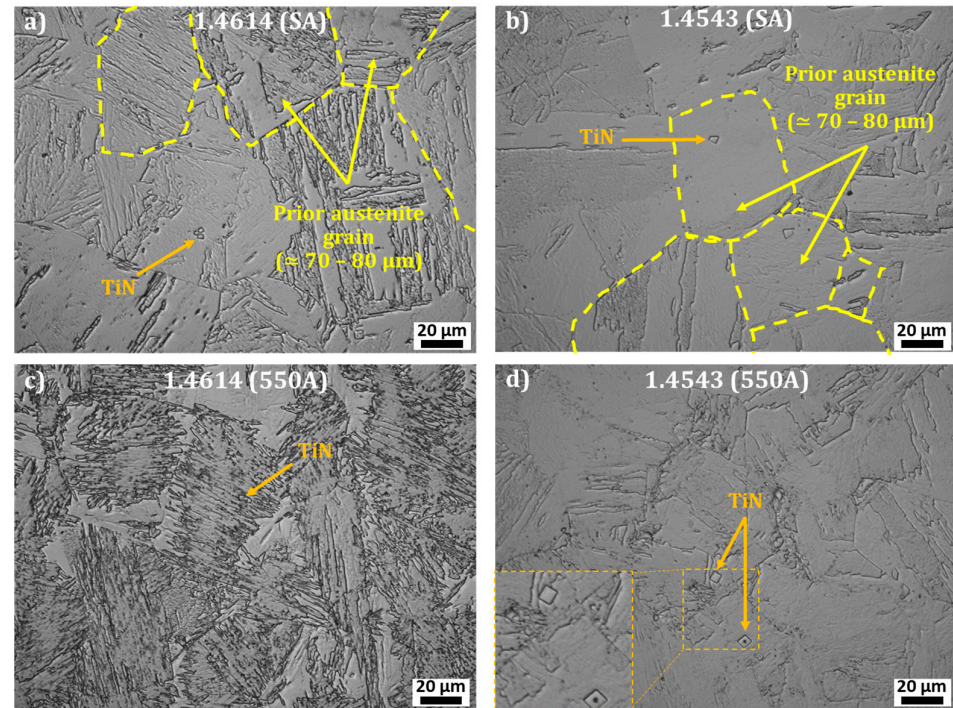 a)
1.4614 (SA)
Prior austenite
grain
(≃ 70 – 80 μm)
TiN
20 μm
b)
1.4543 (SA)
Prior austenite
grain
(≃ 70 – 80 μm)
TiN
20 μm
c)
1.4614 (550A)
TiN
20 μm
d)
1.4543 (550A)
TiN
20 μm